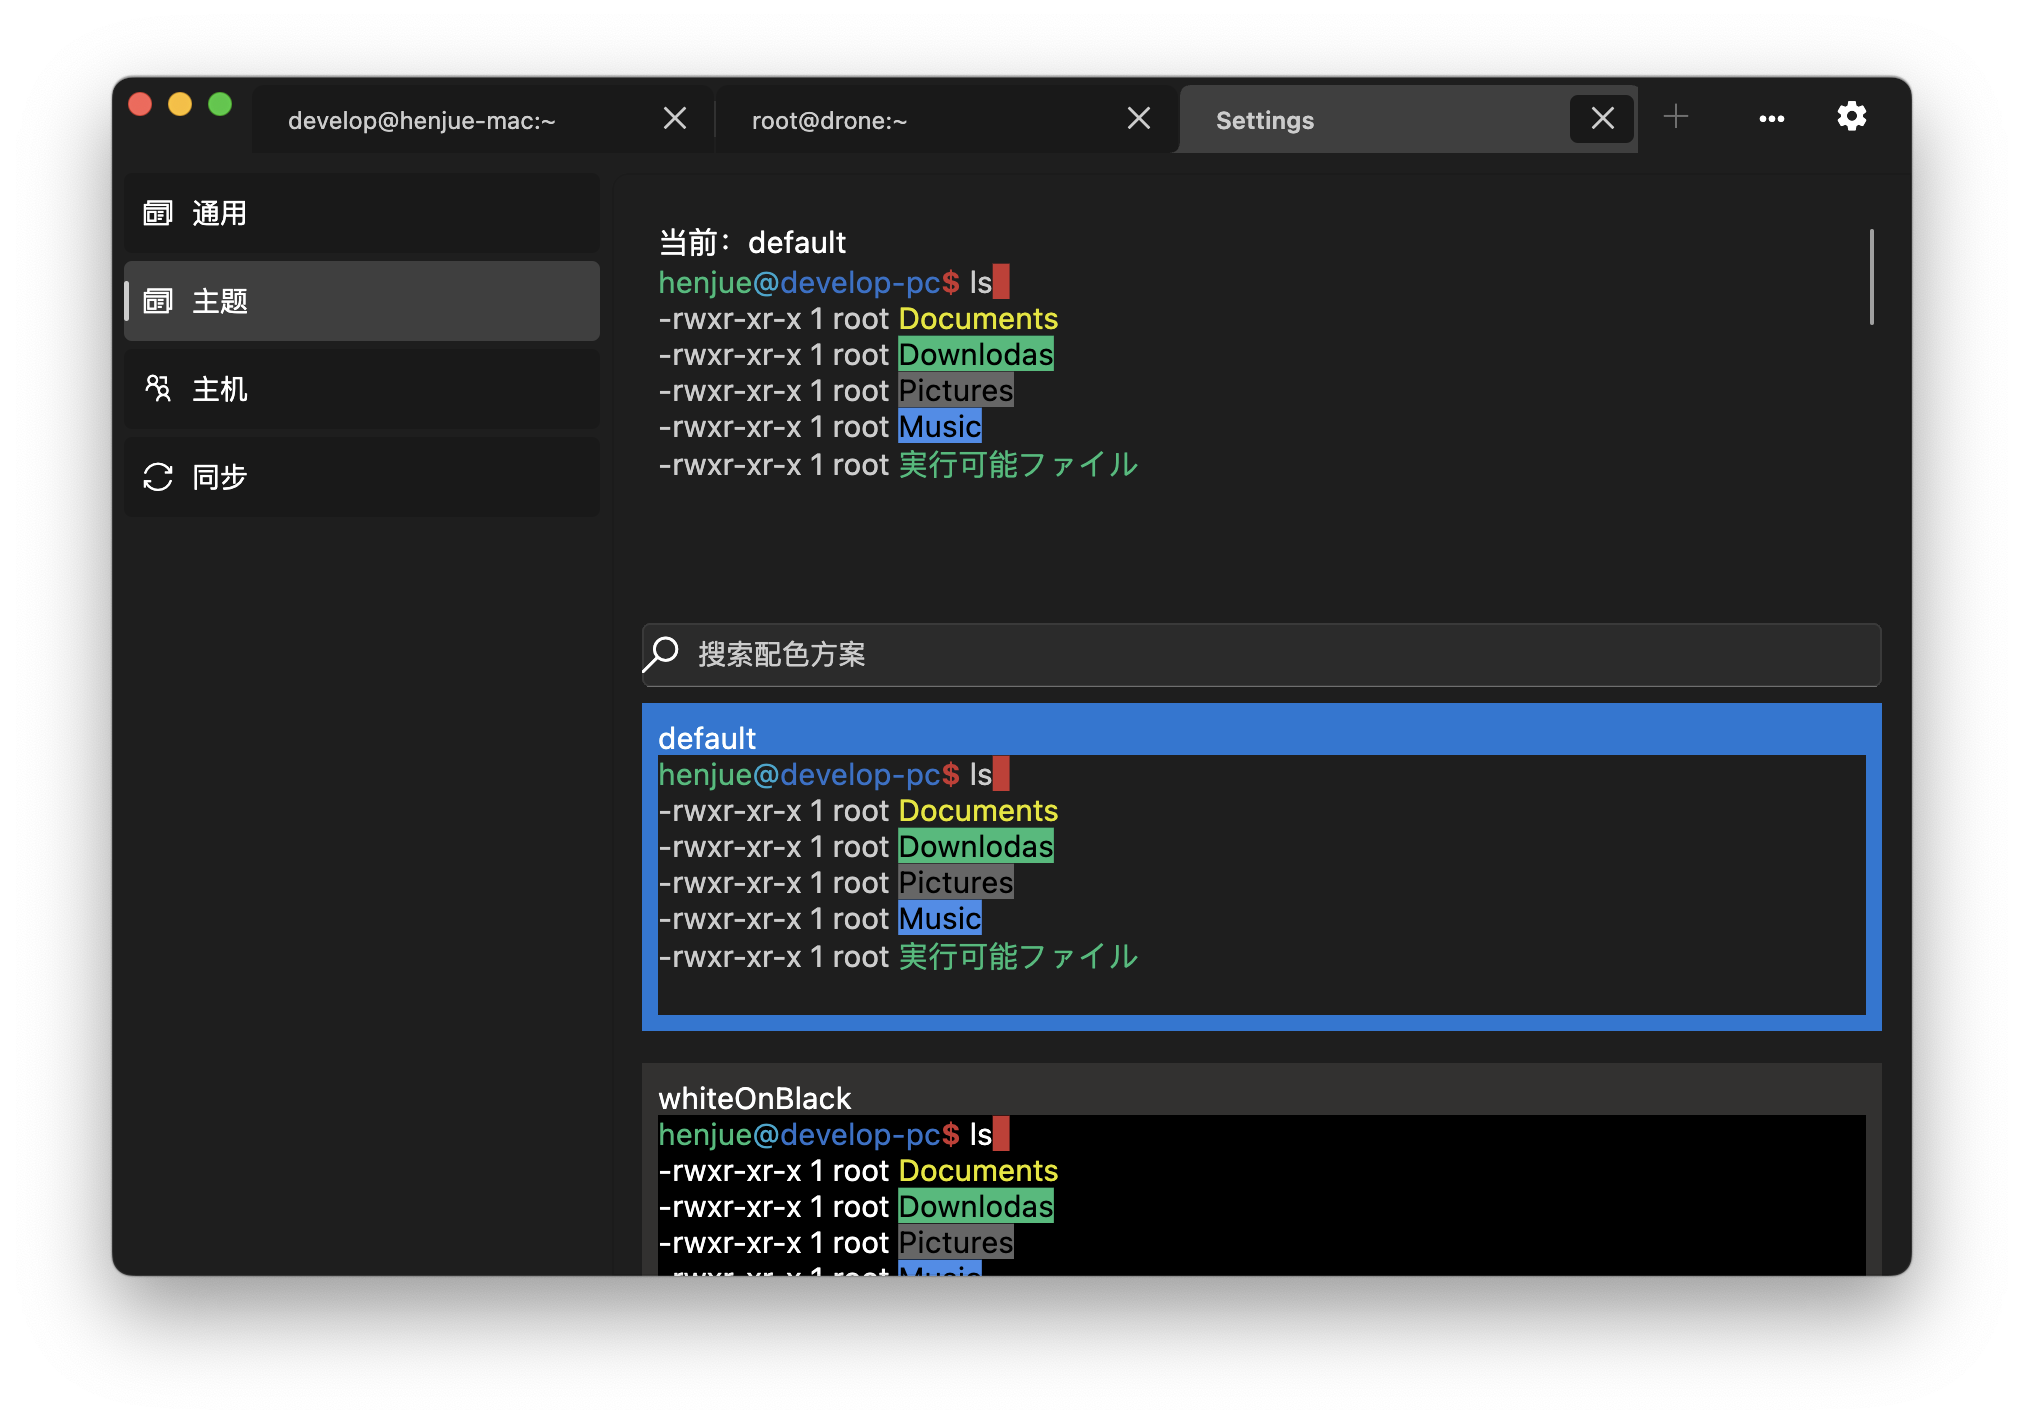 develop@henjue-mac:~
root@drone:~
Settings
通用
主题
主机
同步
当前：default
henjue@develop-pc$ ls
-rwxr-xr-x 1 root Documents
-rwxr-xr-x 1 root Downlodas
-rwxr-xr-x 1 root Pictures
-rwxr-xr-x 1 root Music
-rwxr-xr-x 1 root 実行可能ファイル
搜索配色方案
default
henjue@develop-pc$ ls
-rwxr-xr-x 1 root Documents
-rwxr-xr-x 1 root Downlodas
-rwxr-xr-x 1 root Pictures
-rwxr-xr-x 1 root Music
-rwxr-xr-x 1 root 実行可能ファイル
whiteOnBlack
henjue@develop-pc$ ls
-rwxr-xr-x 1 root Documents
-rwxr-xr-x 1 root Downlodas
-rwxr-xr-x 1 root Pictures
-rwxr-xr-x 1 root Music